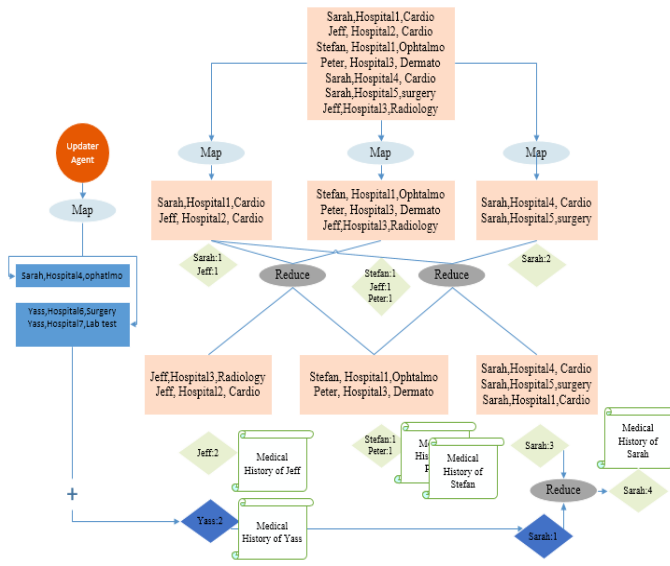 Sarah,Hospital1,Cardio
Jeff, Hospital2, Cardio
Stefan, Hospital1,Ophtalmo
Peter, Hospital3, Dermato
Sarah,Hospital4, Cardio
Sarah,Hospital5,surgery
Jeff,Hospital3,Radiology
Updater
Agent
Map
Map
Map
Map
Sarah,Hospital1,Cardio
Jeff, Hospital2, Cardio
Stefan, Hospital1,Ophtalmo
Peter, Hospital3, Dermato
Jeff,Hospital3,Radiology
Sarah,Hospital4, Cardio
Sarah,Hospital5,surgery
Sarah,Hospital4,ophatlmo
Yass,Hospital6,Surgery
Yass,Hospital7,Lab test
Sarah:1
Jeff:1
Reduce
Stefan:1
Jeff:1
Peter:1
Reduce
Sarah:2
Jeff,Hospital3,Radiology
Jeff, Hospital2, Cardio
Stefan, Hospital1,Ophtalmo
Peter, Hospital3, Dermato
Sarah,Hospital4, Cardio
Sarah,Hospital5,surgery
Sarah,Hospital1,Cardio
Jeff:2
Medical
History of Jeff
Stefan:1
Peter:1
Medical
History of
Stefan
Sarah:3
Medical
History of
Sarah
Reduce
Sarah:4
+
Yass:2
Medical
History of Yass
Sarah:1